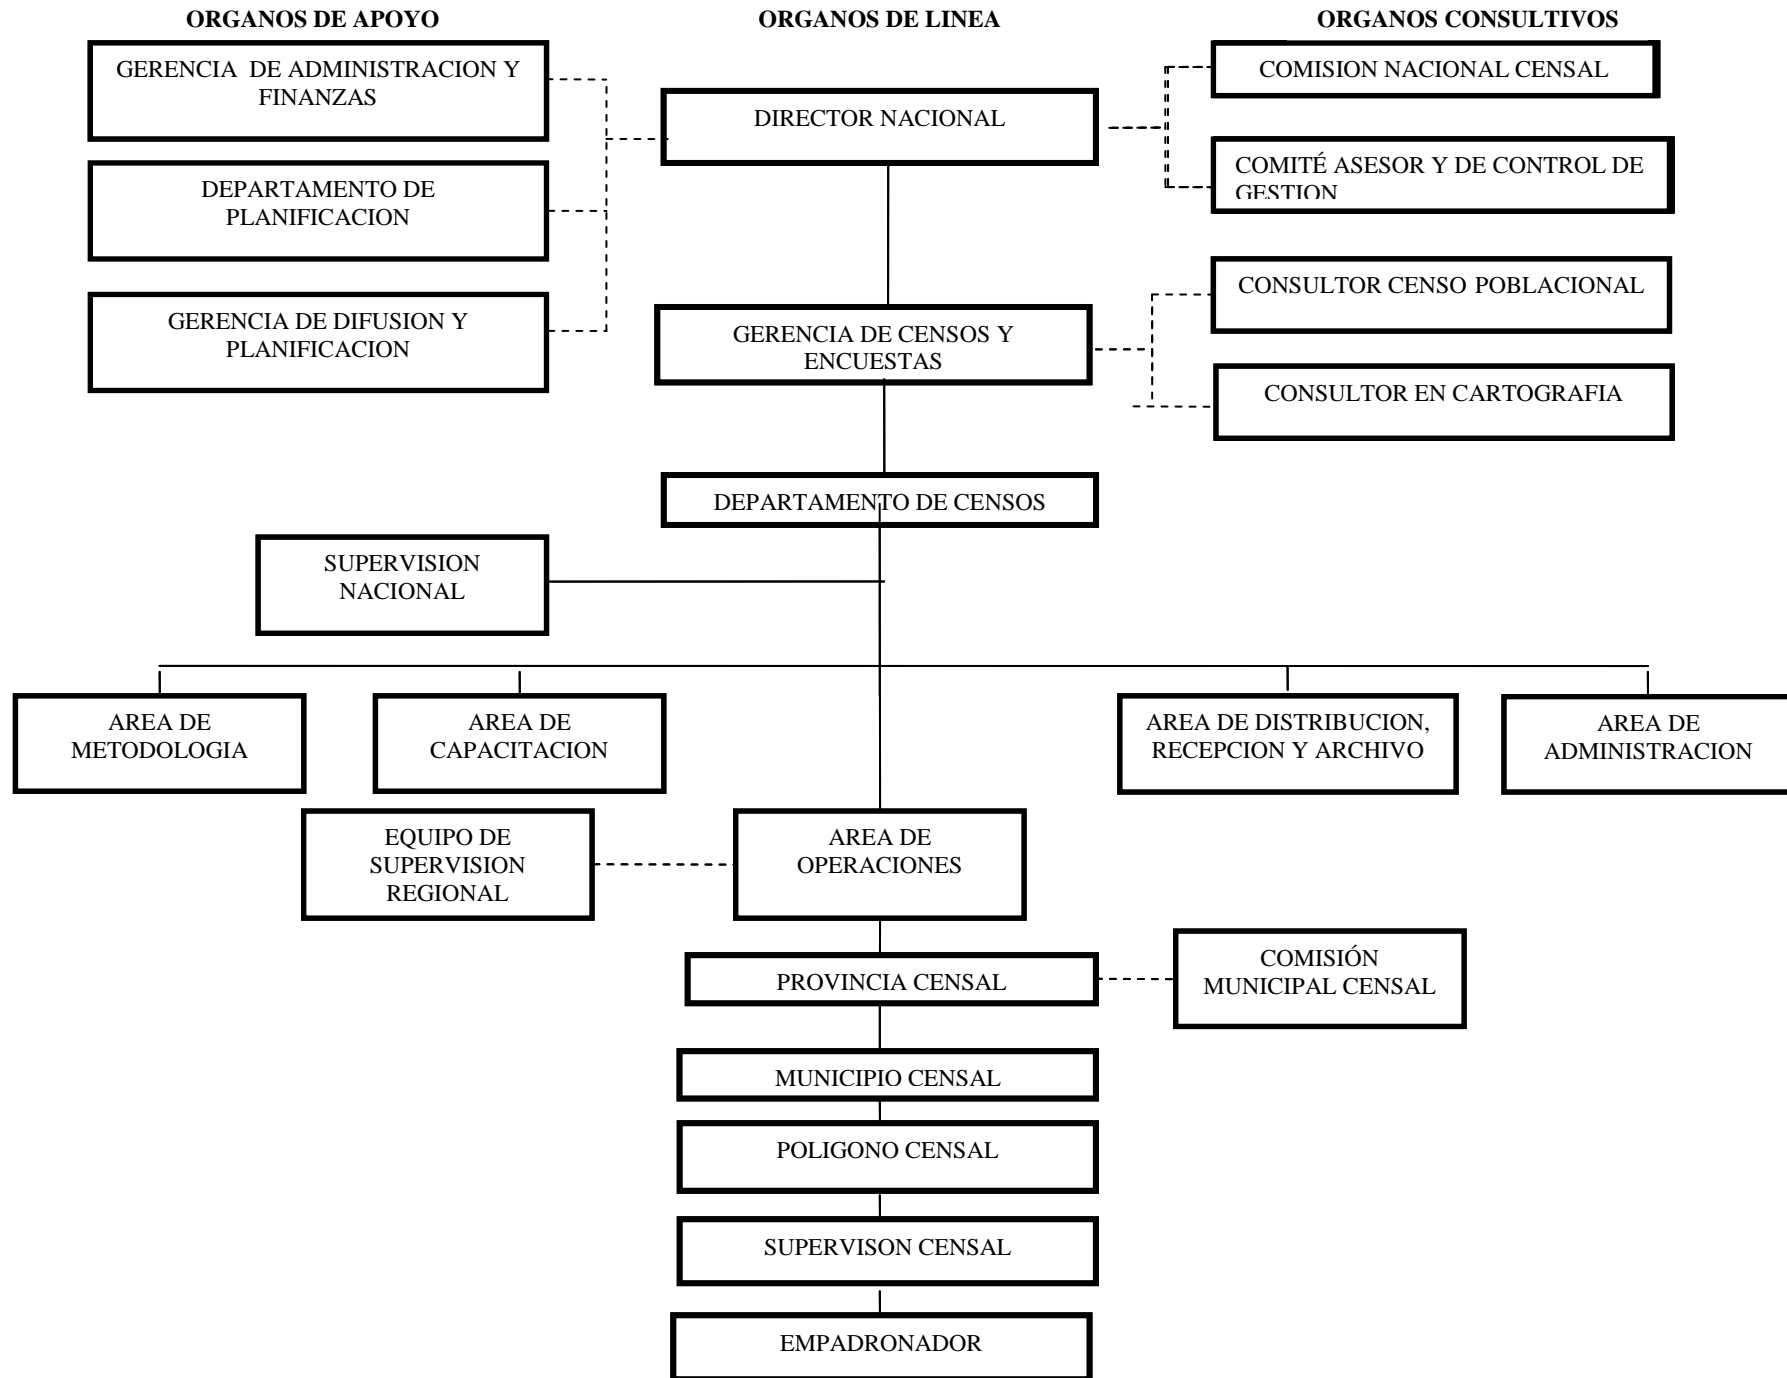 ORGANOS DE APOYO
ORGANOS DE LINEA
ORGANOS CONSULTIVOS
GERENCIA DE ADMINISTRACION Y
FINANZAS
DIRECTOR NACIONAL
COMISION NACIONAL CENSAL
COMITÉ ASESOR Y DE CONTROL DE
GESTION
DEPARTAMENTO DE
PLANIFICACION
CONSULTOR CENSO POBLACIONAL
GERENCIA DE DIFUSION Y
PLANIFICACION
GERENCIA DE CENSOS Y
ENCUESTAS
CONSULTOR EN CARTOGRAFIA
DEPARTAMENTO DE CENSOS
SUPERVISION
NACIONAL
AREA DE
METODOLOGIA
AREA DE
CAPACITACION
AREA DE DISTRIBUCION,
RECEPCION Y ARCHIVO
AREA DE
ADMINISTRACION
EQUIPO DE
SUPERVISION
REGIONAL
AREA DE
OPERACIONES
PROVINCIA CENSAL
COMISIÓN
MUNICIPAL CENSAL
MUNICIPIO CENSAL
POLIGONO CENSAL
SUPERVISON CENSAL
EMPADRONADOR